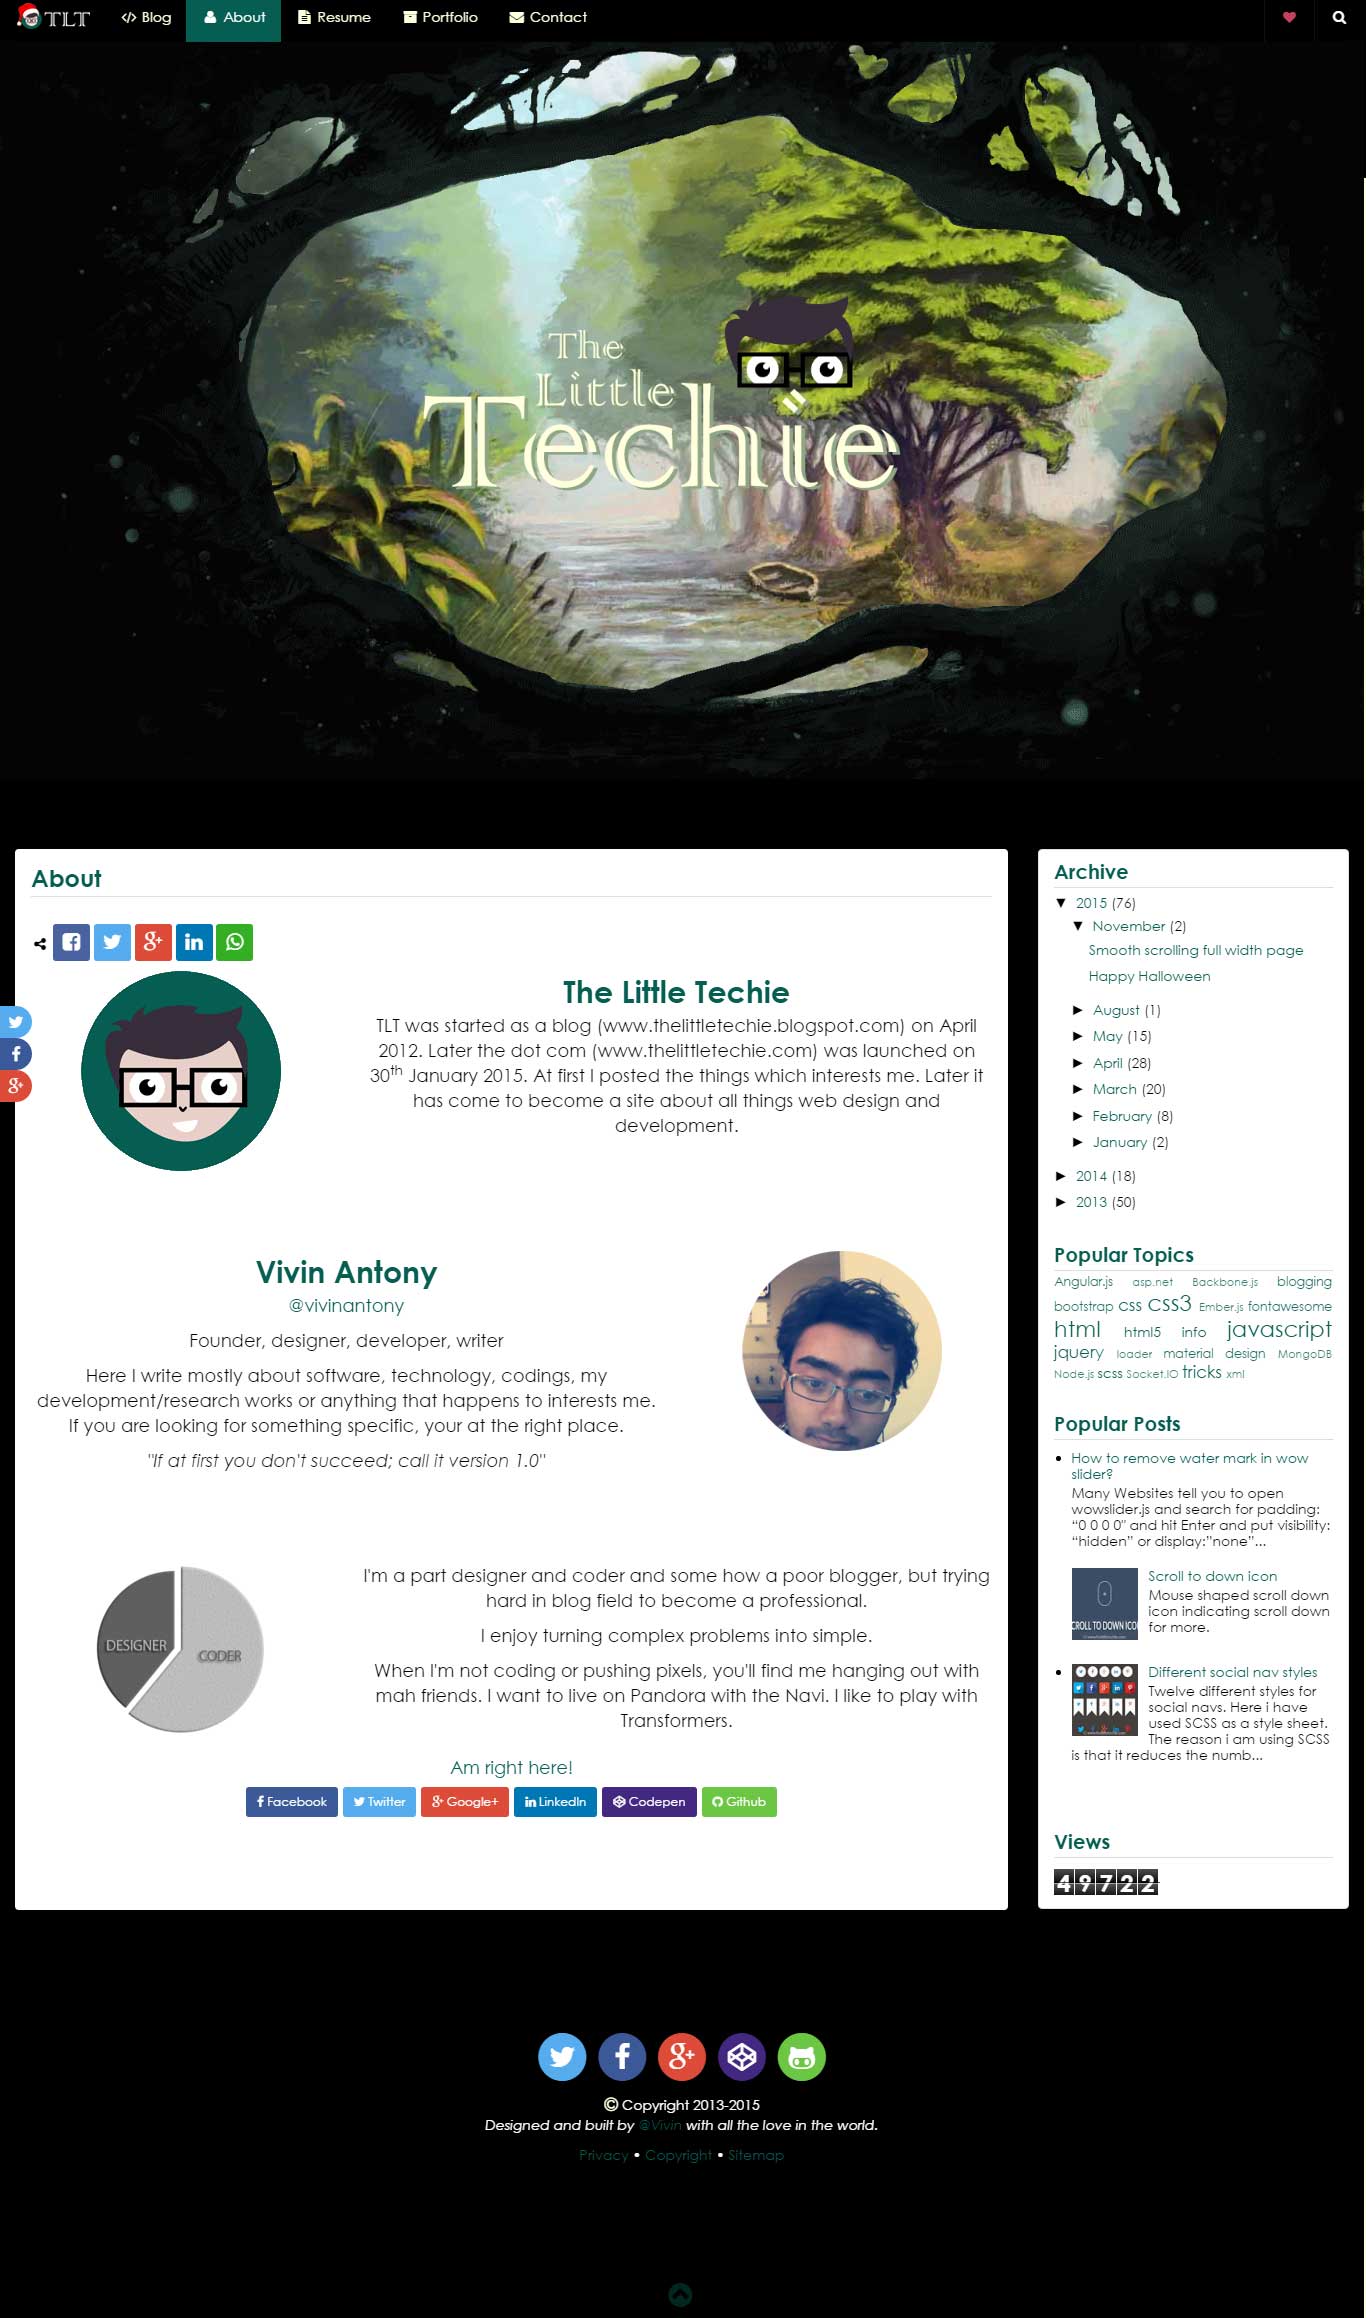 TLT Blog About Resume Portfolio Contact
The
Little
Techie
About
The Little Techie
TLT was started as a blog (www.thelittletechie.blogspot.com) on April
2012. Later the dot com (www.thelittletechie.com) was launched on
30th January 2015. At first I posted the things which interests me. Later it
has come to become a site about all things web design and
development.
Vivin Antony
@vivinantony
Founder, designer, developer, writer
Here I write mostly about software, testings, codings, my
development/research works or anything that happens to interests me.
If you are looking for something specific, your at the right place.
"If at first you don't succeed; call it version 1.0"
DESIGNER
CODER
I'm a part designer and coder and some how a poor blogger, but trying
hard in blog field to become a professional.
I enjoy turning complex problems into simple.
When I'm not coding or pushing pixels, you'll find me hanging out with
mah friends. I want to live on Pandora with the Navi. I like to play with
Transformers.
Am right here!
Facebook Twitter Google+ LinkedIn Codepen Github
Archive
▼ 2015 (76)
▼ November (2)
Smooth scrolling full width page
Happy Halloween
► August (1)
► May (15)
► April (28)
► March (20)
► February (8)
► January (2)
► 2014 (18)
► 2013 (50)
Popular Topics
Angular.js asp.net Backbone.js blogging
bootstrap css css3 Ember.js fontawesome
html html5 info javascript
jquery loader material design MongoDB
Node.js scss Socket.IO tricks xml
Popular Posts
How to remove water mark in wow
slider?
Many Websites tell you to open
wowslider.js and search for padding:
“0 0 0 0" and hit Enter and put visibility:
“hidden” or display:”none”...
SCROLL TO DOWN ICON
Scroll to down icon
Mouse shaped scroll down
icon indicating scroll down
for more.
Different social nav styles
Twelve different styles for
social navs. Here i have
used SCSS as a style sheet.
The reason i am using SCSS
is that it reduces the numb...
Views
49722
© Copyright 2013-2015
Designed and built by @Vivin with all the love in the world.
Privacy • Copyright • Sitemap